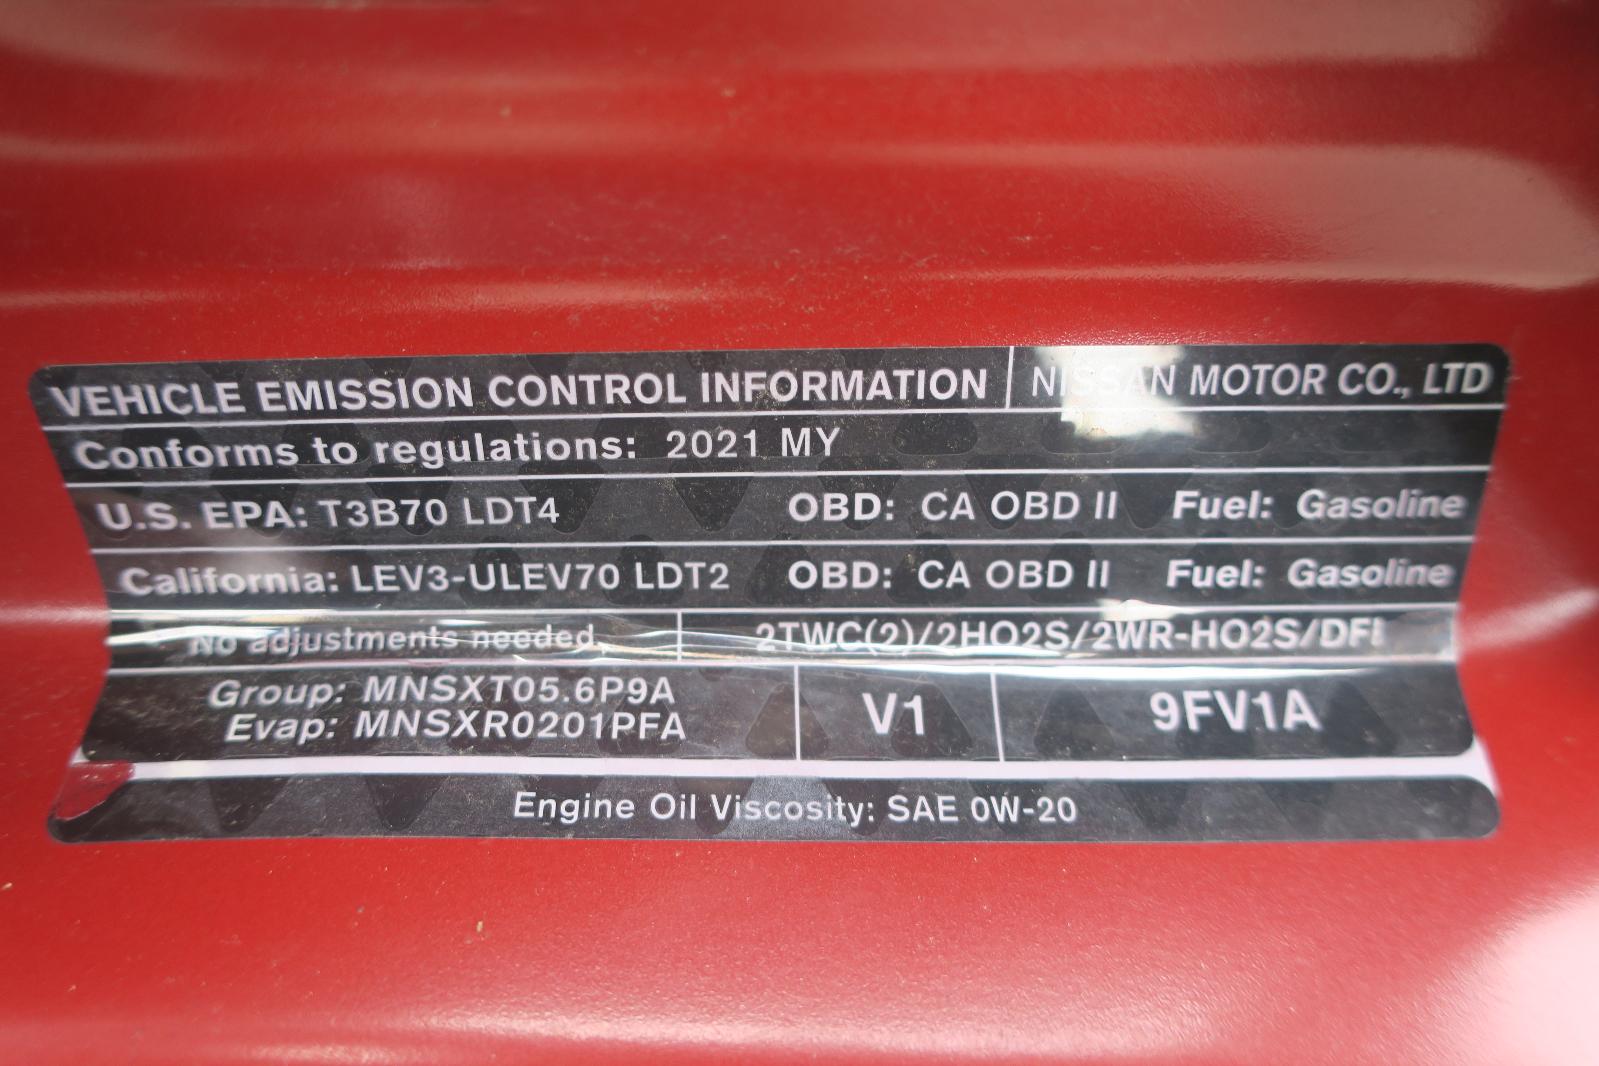 VEHICLE EMISSION CONTROL INFORMATION NISSAN MOTOR CO., LTD
Conforms to regulations: 2021 MY
U.S. EPA: T3B70 LDT4 OBD: CA OBD II Fuel: Gasoline
California: LEV3-ULEV70 LDT2 OBD: CA OBD II Fuel: Gasoline
No adjustments needed. 2TWC(2)/2HO2S/2WR-HO2S/DFI
Group: MNSXT05.6P9A
Evap: MNSXR0201PFA
V1 9FV1A
Engine Oil Viscosity: SAE 0W-20